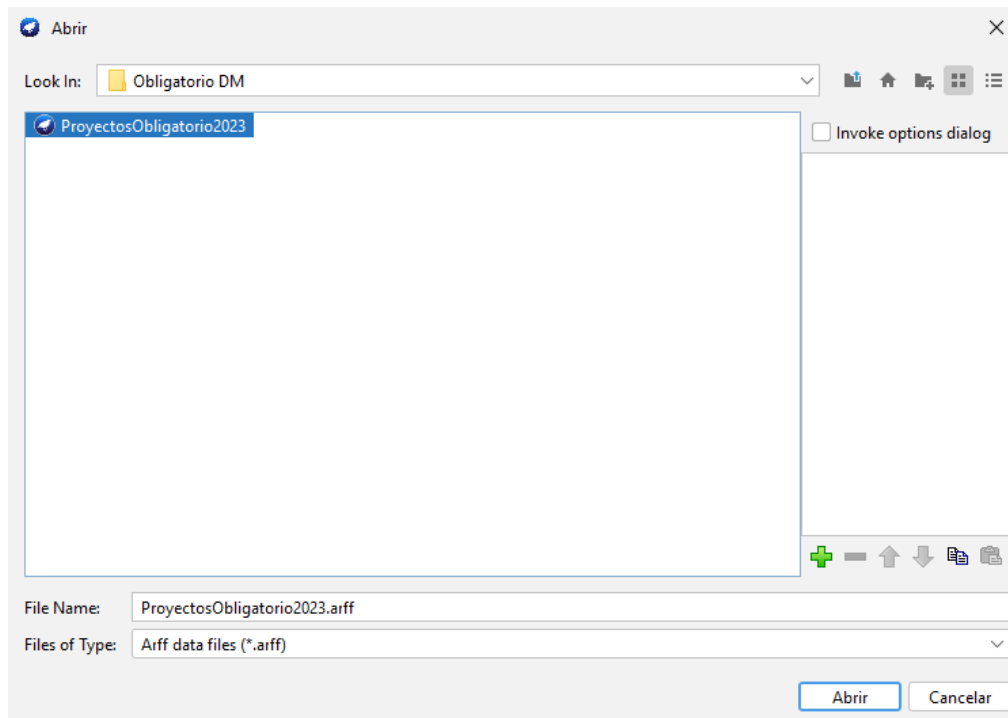 Abrir
Look In: Obligatorio DM
ProyectosObligatorio2023
Invoke options dialog
File Name: ProyectosObligatorio2023.arff
Files of Type: Arff data files (*.arff)
Abrir Cancelar